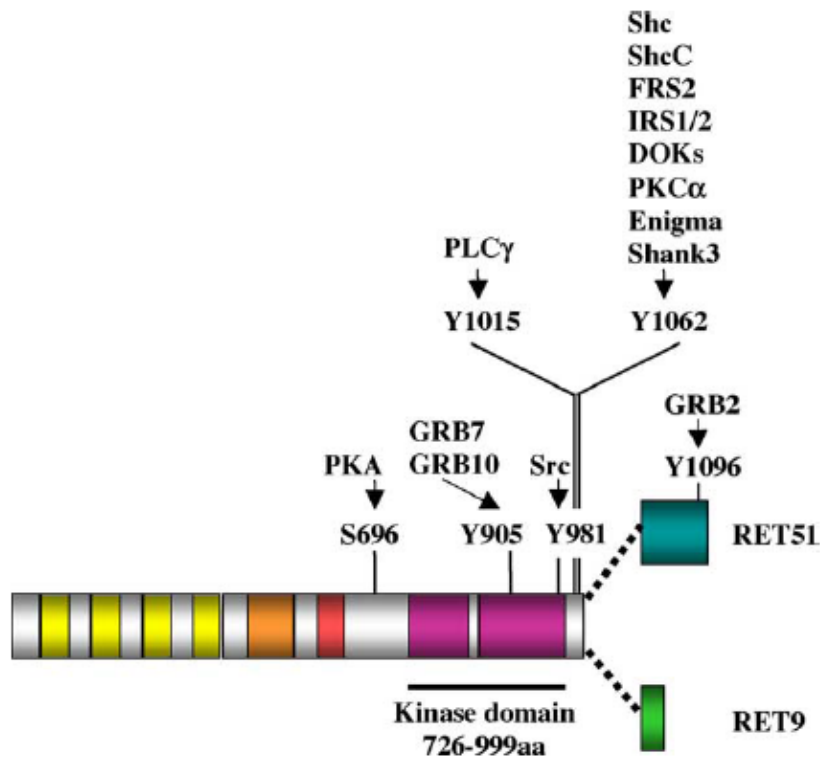 Shc
ShcC
FRS2
IRS1/2
DOKs
PKCα
Enigma
Shank3
PLCγ
Y1015
Y1062
GRB2
Y1096
GRB7
GRB10
PKA
Src
S696
Y905
Y981
RET51
Kinase domain
726-999aa
RET9